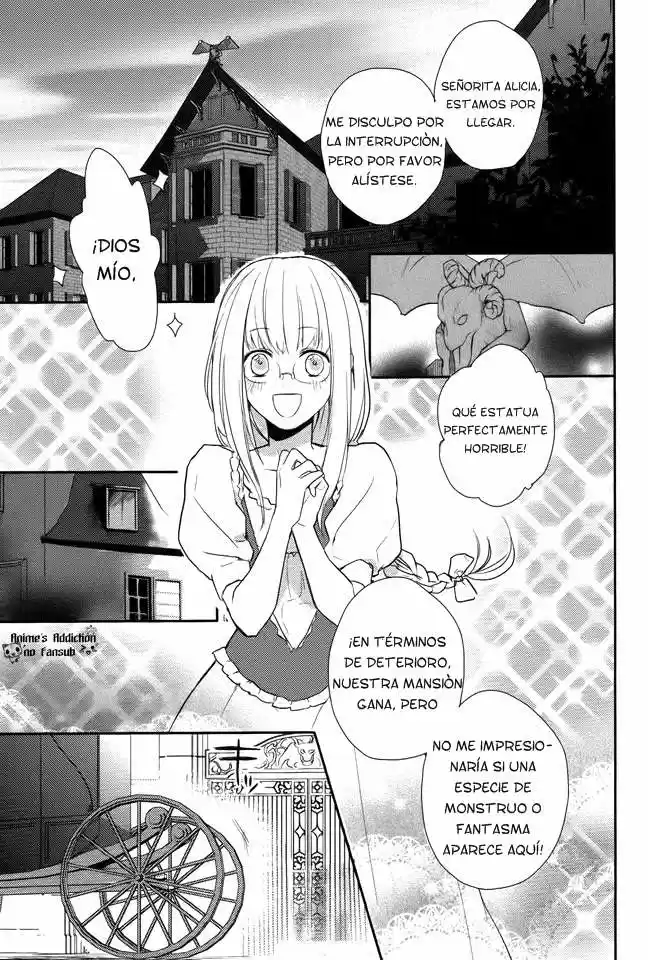 SEÑORITA ALICIA,
ESTAMOS POR
LLEGAR.
ME DISCULPO POR
LA INTERRUPCIÒN,
PERO POR FAVOR
ALÍSTESE.
¡DIOS
MÍO,
QUÉ ESTATUA
PERFECTAMENTE
HORRIBLE!
¡EN TÉRMINOS
DE DETERIORO,
NUESTRA MANSIÒN
GANA, PERO
NO ME IMPRESIO-
NARÍA SI UNA
ESPECIE DE
MONSTRUO O
FANTASMA
APARECE AQUÍ!
Anime's Addiction
no fansub